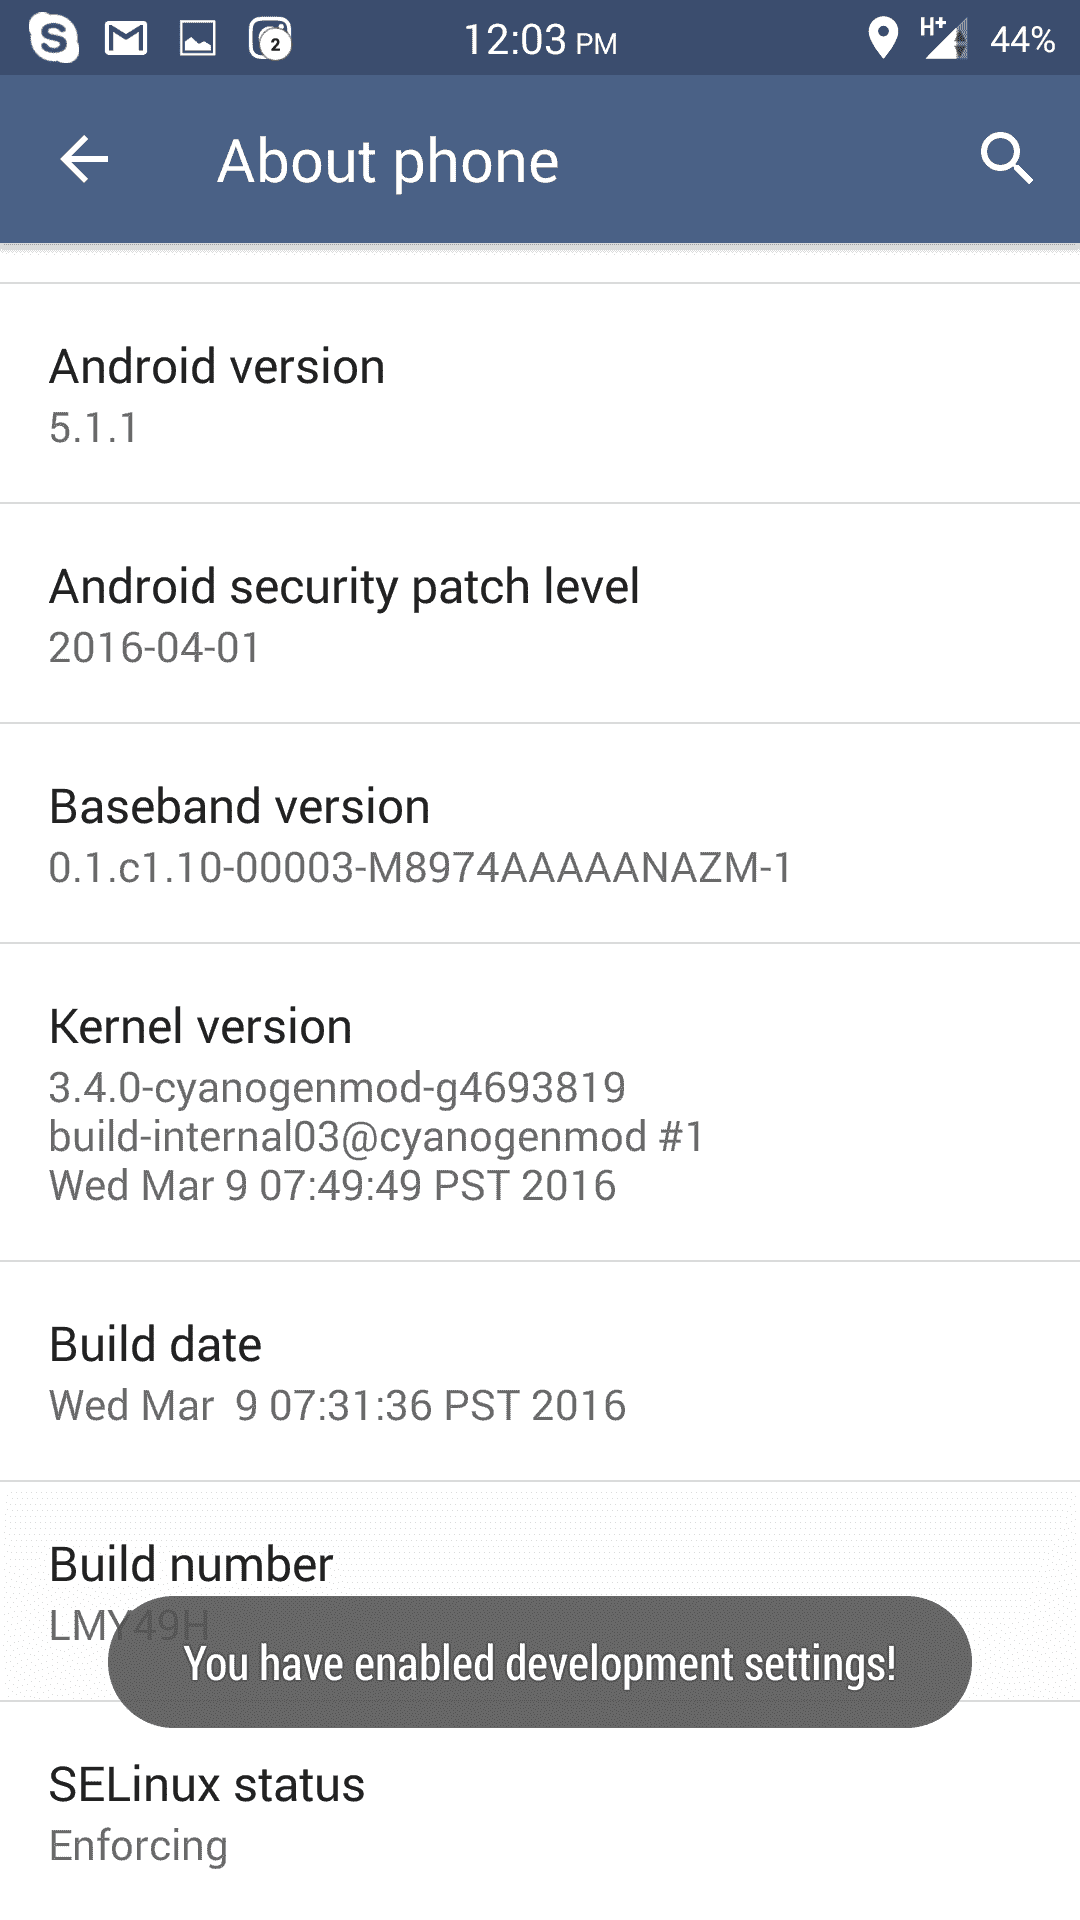 S
2
12:03 PM
H+
44%
About phone
Android version
5.1.1
Android security patch level
2016-04-01
Baseband version
0.1.c1.10-00003-M8974AAAAANAZM-1
Kernel version
3.4.0-cyanogenmod-g4693819
build-internal03@cyanogenmod #1
Wed Mar 9 07:49:49 PST 2016
Build date
Wed Mar  9 07:31:36 PST 2016
Build number
LMY49H
You have enabled development settings!
SELinux status
Enforcing